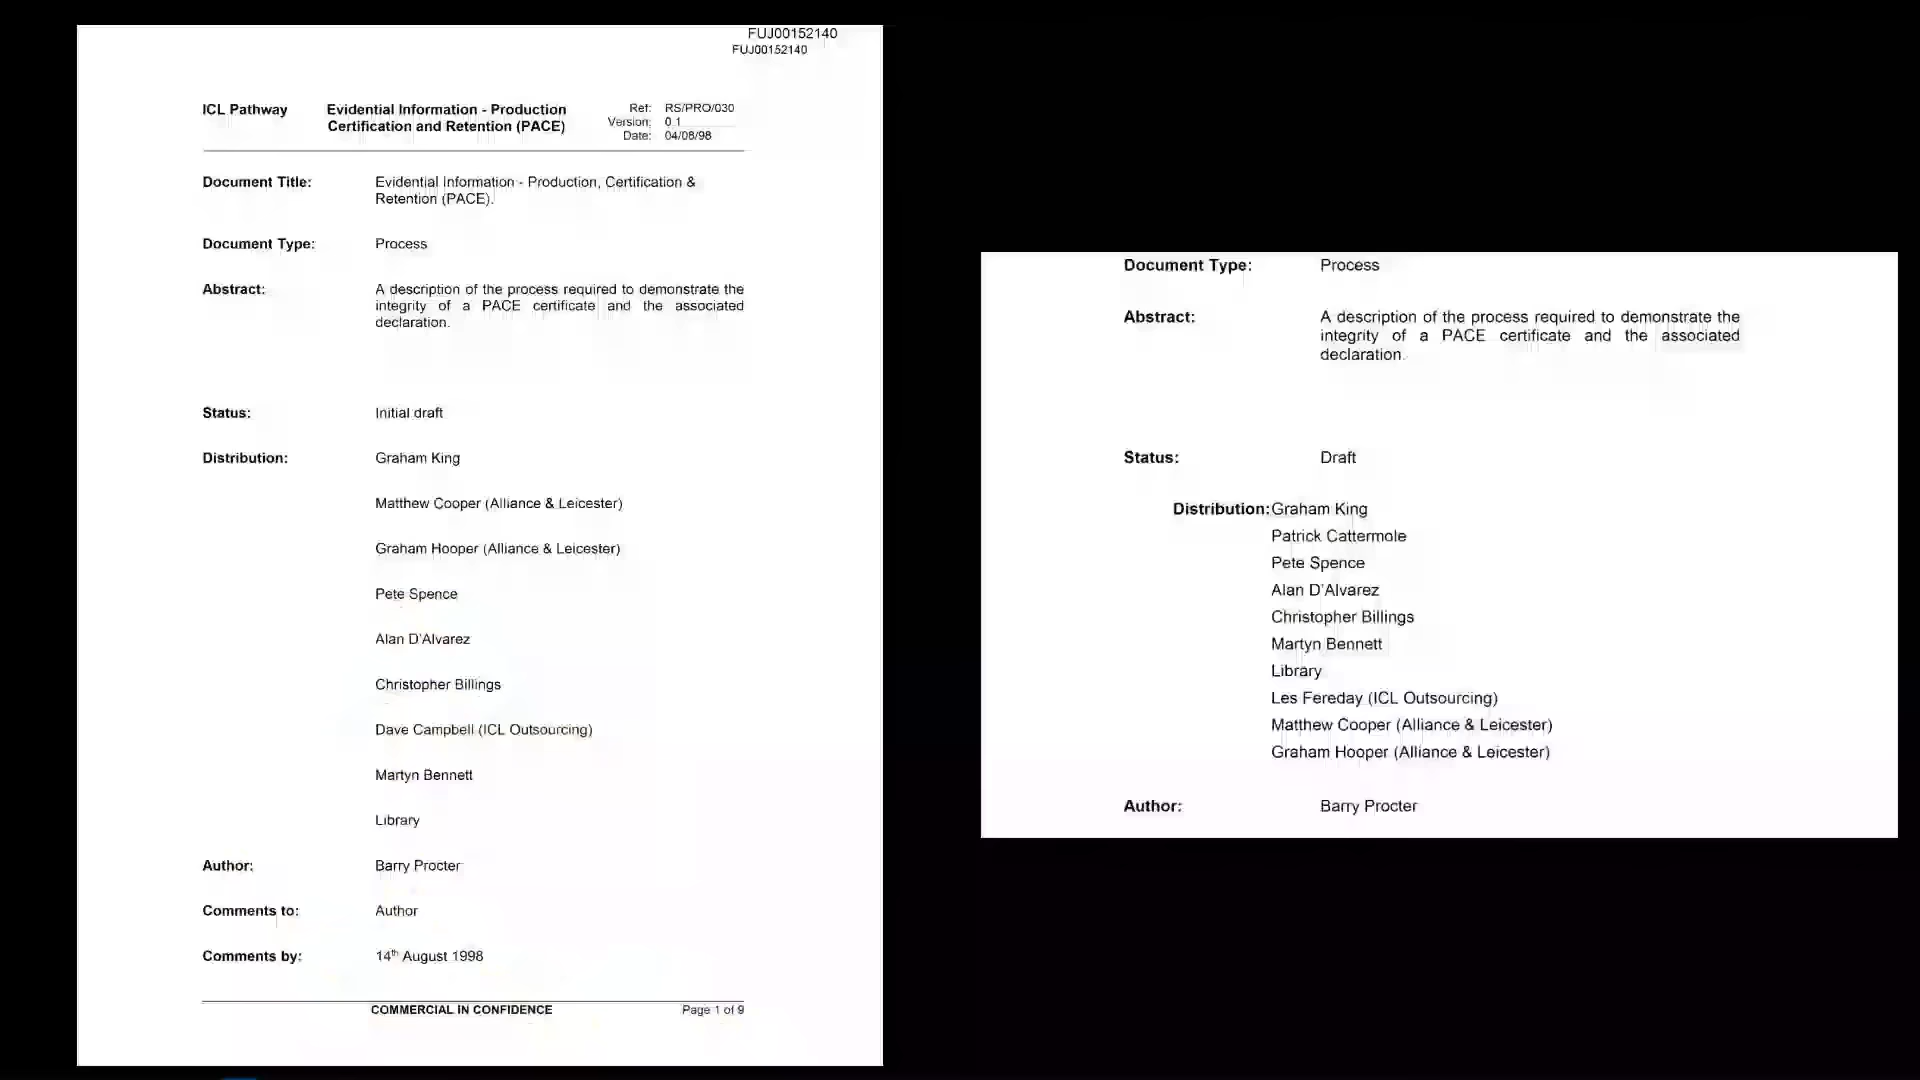 FUJ00152140
FUJ00152140
ICL Pathway
Evidential Information - Production
Certification and Retention (PACE)
Ref: RS/PRO/030
Version: 0.1
Date: 04/08/98
Document Title: Evidential Information - Production, Certification &
Retention (PACE).
Document Type: Process
Abstract: A description of the process required to demonstrate the
integrity of a PACE certificate and the associated
declaration.
Status: Initial draft
Distribution: Graham King
Matthew Cooper (Alliance & Leicester)
Graham Hooper (Alliance & Leicester)
Pete Spence
Alan D'Alvarez
Christopher Billings
Dave Campbell (ICL Outsourcing)
Martyn Bennett
Library
Author: Barry Procter
Comments to: Author
Comments by: 14th August 1998
COMMERCIAL IN CONFIDENCE Page 1 of 9
Document Type: Process
Abstract: A description of the process required to demonstrate the
integrity of a PACE certificate and the associated
declaration.
Status: Draft
Distribution: Graham King
Patrick Cattermole
Pete Spence
Alan D'Alvarez
Christopher Billings
Martyn Bennett
Library
Les Fereday (ICL Outsourcing)
Matthew Cooper (Alliance & Leicester)
Graham Hooper (Alliance & Leicester)
Author: Barry Procter